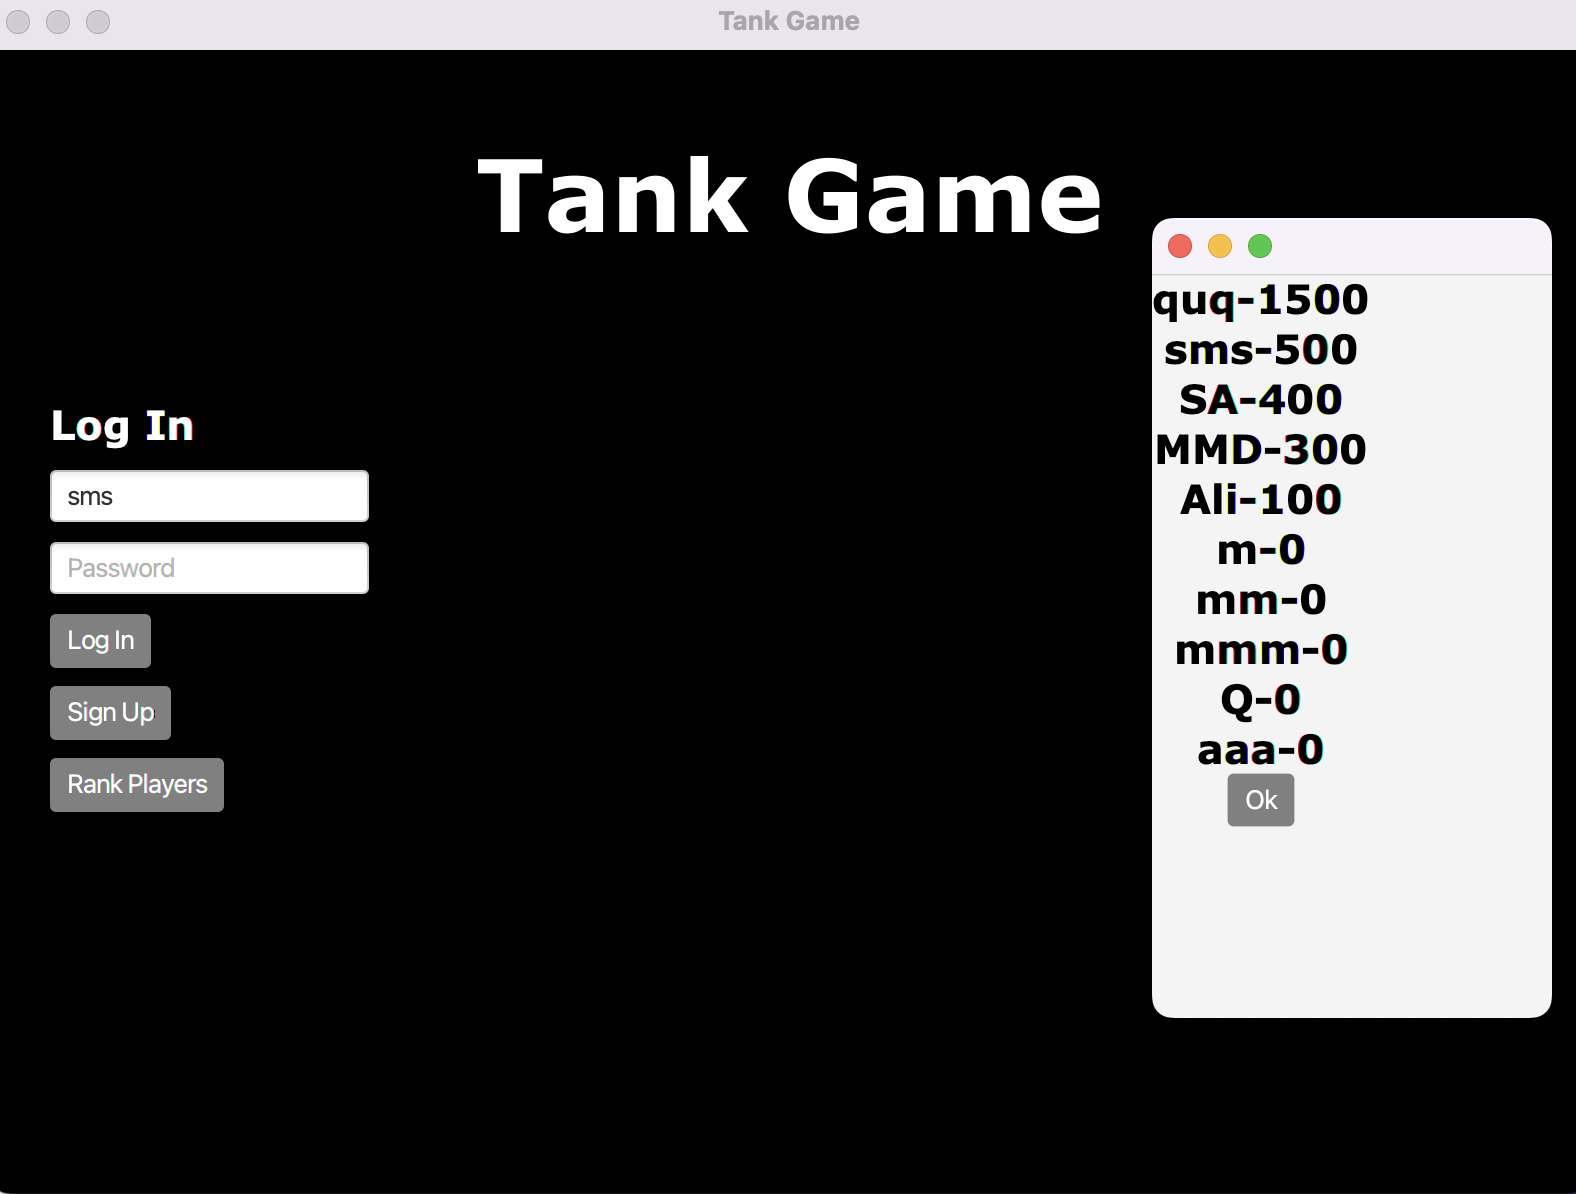 Tank Game
Tank Game
Log In
sms
Password
Log In
Sign Up
Rank Players
quq-1500
sms-500
SA-400
MMD-300
Ali-100
m-0
mm-0
mmm-0
Q-0
aaa-0
Ok